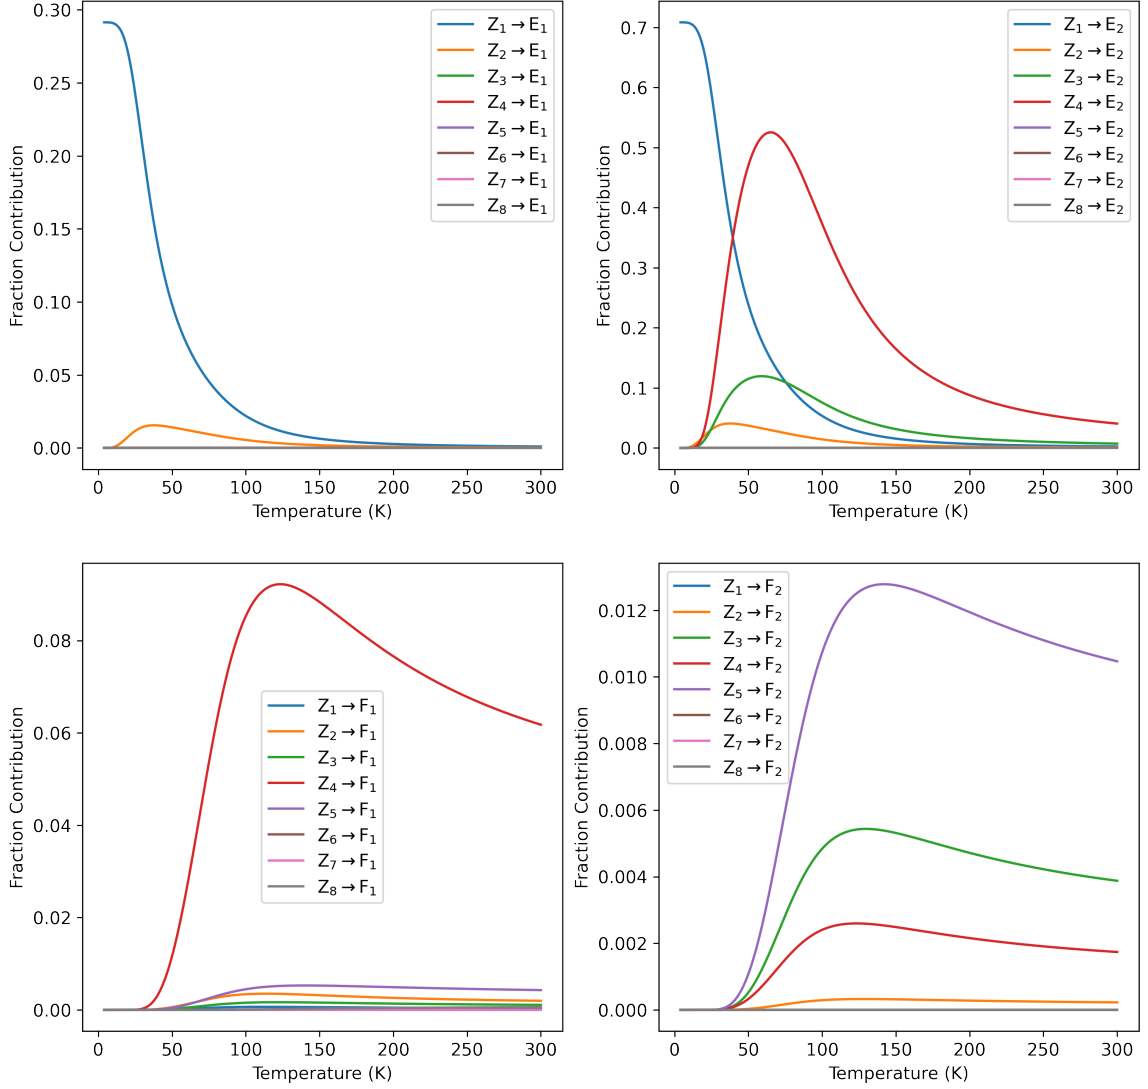 0.30
0.25
0.20
0.15
0.10
0.05
0.00
Fraction Contribution
0 50 100 150 200 250 300
Temperature (K)
Z₁→E₁
Z₂→E₁
Z₃→E₁
Z₄→E₁
Z₅→E₁
Z₆→E₁
Z₇→E₁
Z₈→E₁
0.7
0.6
0.5
0.4
0.3
0.2
0.1
0.0
Fraction Contribution
0 50 100 150 200 250 300
Temperature (K)
Z₁→E₂
Z₂→E₂
Z₃→E₂
Z₄→E₂
Z₅→E₂
Z₆→E₂
Z₇→E₂
Z₈→E₂
0.08
0.06
0.04
0.02
0.00
Fraction Contribution
0 50 100 150 200 250 300
Temperature (K)
Z₁→F₁
Z₂→F₁
Z₃→F₁
Z₄→F₁
Z₅→F₁
Z₆→F₁
Z₇→F₁
Z₈→F₁
0.012
0.010
0.008
0.006
0.004
0.002
0.000
Fraction Contribution
0 50 100 150 200 250 300
Temperature (K)
Z₁→F₂
Z₂→F₂
Z₃→F₂
Z₄→F₂
Z₅→F₂
Z₆→F₂
Z₇→F₂
Z₈→F₂